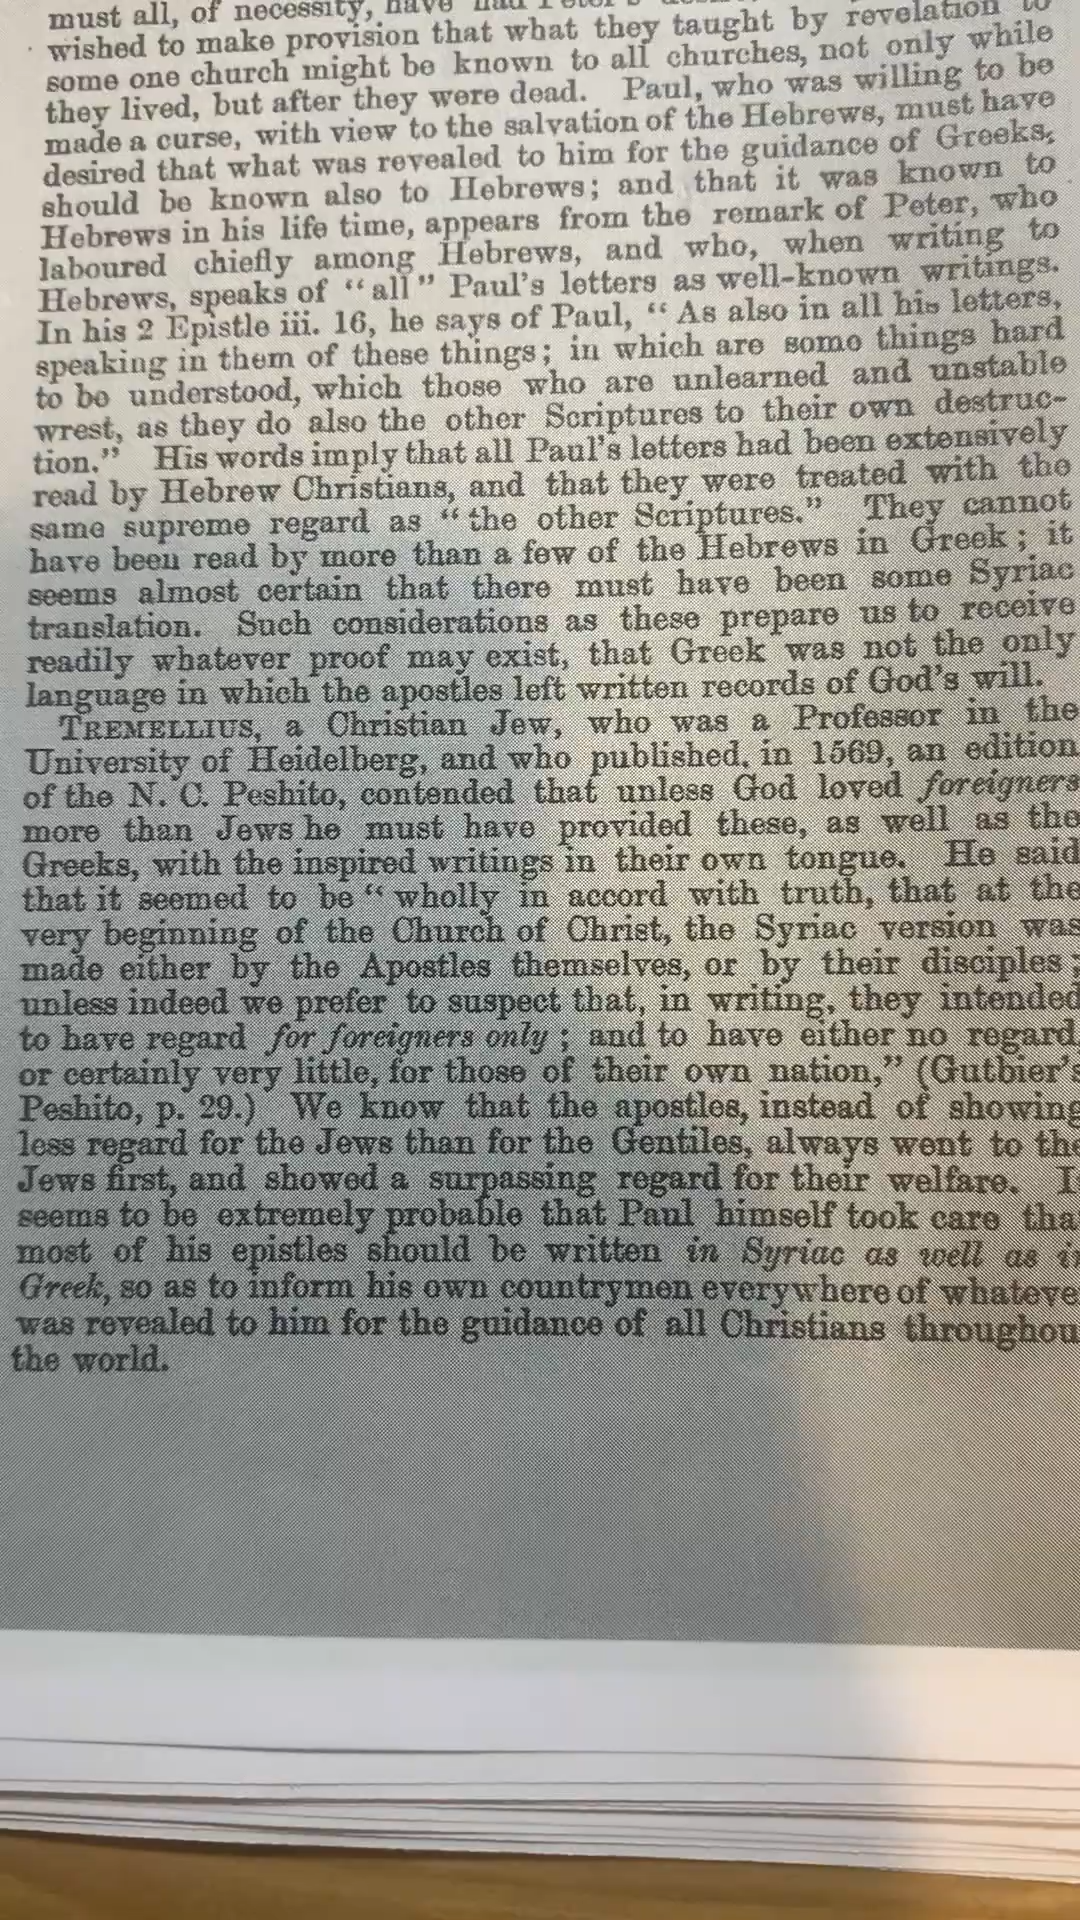 must all, of necessity, have had Peter's
wished to make provision that what they taught by revelation to
some one church might be known to all churches, not only while
they lived, but after they were dead. Paul, who was willing to be
made a curse, with view to the salvation of the Hebrews, must have
desired that what was revealed to him for the guidance of Greeks,
should be known also to Hebrews; and that it was known to
Hebrews in his life time, appears from the remark of Peter, who
laboured chiefly among Hebrews, and who, when writing to
Hebrews, speaks of “all” Paul's letters as well-known writings.
In his 2 Epistle iii. 16, he says of Paul, “As also in all his letters,
speaking in them of these things; in which are some things hard
to be understood, which those who are unlearned and unstable
wrest, as they do also the other Scriptures to their own destruc-
tion.” His words imply that all Paul's letters had been extensively
read by Hebrew Christians, and that they were treated with the
same supreme regard as “the other Scriptures.” They cannot
have been read by more than a few of the Hebrews in Greek; it
seems almost certain that there must have been some Syriac
translation. Such considerations as these prepare us to receive
readily whatever proof may exist, that Greek was not the only
language in which the apostles left written records of God's will.
TREMELLIUS, a Christian Jew, who was a Professor in the
University of Heidelberg, and who published, in 1569, an edition
of the N. C. Peshito, contended that unless God loved foreigners
more than Jews he must have provided these, as well as the
Greeks, with the inspired writings in their own tongue. He said
that it seemed to be “wholly in accord with truth, that at the
very beginning of the Church of Christ, the Syriac version was
made either by the Apostles themselves, or by their disciples;
unless indeed we prefer to suspect that, in writing, they intended
to have regard for foreigners only; and to have either no regard,
or certainly very little, for those of their own nation,” (Gutbier's
Peshito, p. 29.) We know that the apostles, instead of showing
less regard for the Jews than for the Gentiles, always went to the
Jews first, and showed a surpassing regard for their welfare. I
seems to be extremely probable that Paul himself took care tha
most of his epistles should be written in Syriac as well as in
Greek, so as to inform his own countrymen everywhere of whateve
was revealed to him for the guidance of all Christians throughou
the world.